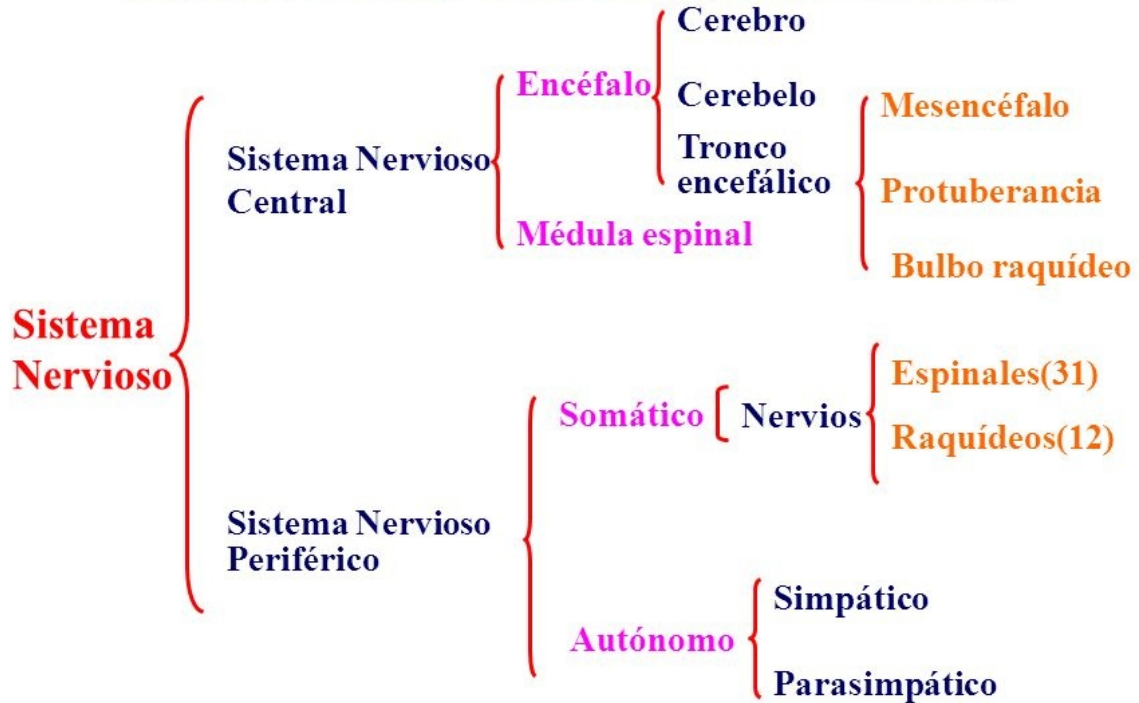 Sistema
Nervioso
Sistema Nervioso
Central
Encéfalo
Cerebro
Cerebelo
Tronco
encefálico
Mesencéfalo
Protuberancia
Bulbo raquídeo
Médula espinal
Sistema Nervioso
Periférico
Somático
Nervios
Espinales(31)
Raquídeos(12)
Autónomo
Simpático
Parasimpático